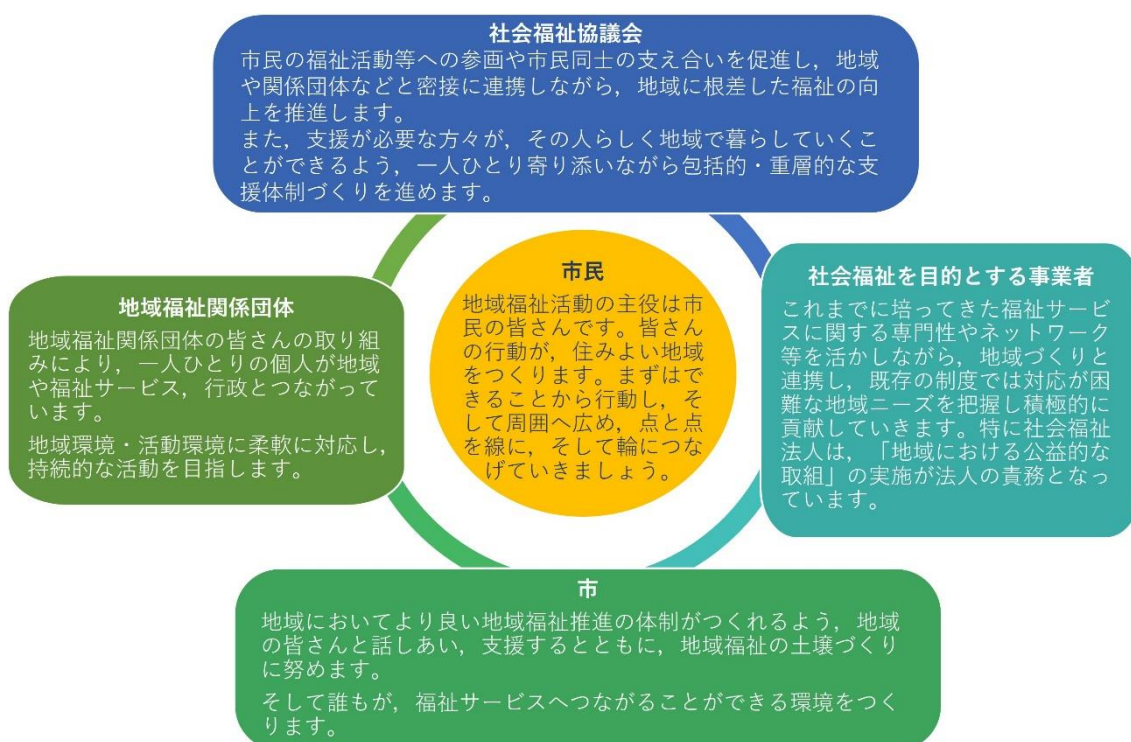 社会福祉協議会
市民の福祉活動等への参画や市民同士の支え合いを促進し，地域
や関係団体などと密接に連携しながら，地域に根差した福祉の向
上を推進します。
また，支援が必要な方々が，その人らしく地域で暮らしていくこ
とができるよう，一人ひとり寄り添いながら包括的・重層的な支
援体制づくりを進めます。
地域福祉関係団体
地域福祉関係団体の皆さんの取り組
みにより，一人ひとりの個人が地域
や福祉サービス，行政とつながって
います。
地域環境・活動環境に柔軟に対応し，
持続的な活動を目指します。
市民
地域福祉活動の主役は市
民の皆さんです。皆さん
の行動が，住みよい地域
をつくります。まずはで
きることから行動し，そ
して周囲へ広め，点と点
を線に，そして輪につな
げていきましょう。
社会福祉を目的とする事業者
これまでに培ってきた福祉サービ
スに関する専門性やネットワーク
等を活かしながら，地域づくりと
連携し，既存の制度では対応が困
難な地域ニーズを把握し積極的に
貢献していきます。特に社会福祉
法人は，「地域における公益的な
取組」の実施が法人の責務となっ
ています。
市
地域においてより良い地域福祉推進の体制がつくれるよう，地域
の皆さんと話しあい，支援するとともに，地域福祉の土壌づくり
に努めます。
そして誰もが，福祉サービスへつながることができる環境をつく
ります。